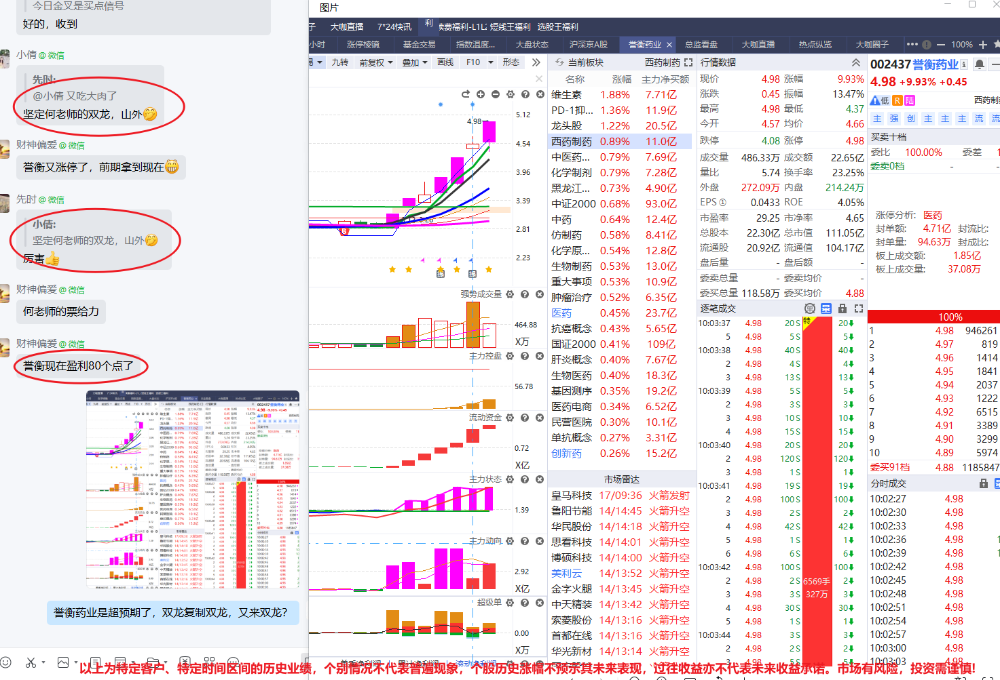 今日金叉是买点信号
好的，收到
小倩@微信
先时:
@小倩 又吃大肉了
坚定何老师的双龙，山外🤭
财神偏爱@微信
誉衡又涨停了，前期拿到现在😁
先时@微信
小倩:
坚定何老师的双龙，山外🤭
厉害👍
财神偏爱@微信
何老师的票给力
财神偏爱@微信
誉衡现在盈利80个点了
誉衡药业是超预期了，双龙复制双龙，又来双龙?
图片
大咖直播 7*24快讯 利 续费福利-L1L2 短线王福利 选股王福利
小时 涨停棱镜 基金交易 指数温度... 大盘状态 沪深京A股 誉衡药业 × 总监看盘 大咖直播 热点纵览 大咖圈子 ••• — 100% +
九转 前复权 叠加 画线 F10 形态
4.98
5.12
4.54
3.96
3.39
2.81
2.23
强势成交量
464.88
X万
主力控盘
56.78
流动资金
0.72
X亿
主力状态
1.39
主力动向
2.92
X亿
超级单
0.00
X万
当前板块 西药制药
名称 涨幅 主力净买额
维生素 1.88% 7.71亿
PD-1抑... 1.36% 11.9亿
龙头股 1.22% 20.5亿
西药制药 0.89% 11.0亿
中医药... 0.79% 7.69亿
化学制剂 0.79% 7.28亿
黑龙江... 0.73% 4.90亿
中证2000 0.68% 93.0亿
中药 0.64% 12.4亿
仿制药 0.58% 8.41亿
化学原... 0.54% 12.8亿
生物制药 0.53% 13.0亿
重大事项 0.53% 10.9亿
肿瘤治疗 0.52% 6.35亿
医药 0.45% 23.7亿
抗癌概念 0.43% 5.65亿
国证2000 0.41% 109亿
肝炎概念 0.40% 7.67亿
生物医药 0.40% 18.3亿
基因测序 0.35% 19.2亿
医药电商 0.34% 6.52亿
民营医院 0.30% 10.1亿
单抗概念 0.27% 3.31亿
创新药 0.26% 15.2亿
市场雷达
皇马科技 17/09:36 火箭发射
鲁阳节能 14/14:45 火箭升空
华民股份 14/14:18 火箭升空
思看科技 14/14:01 火箭升空
博硕科技 14/14:00 火箭升空
美利云 14/13:52 火箭升空
金字火腿 14/13:45 火箭升空
中天精装 14/13:42 火箭升空
索菱股份 14/13:16 火箭升空
首都在线 14/13:16 火箭升空
华光新材 14/13:14 火箭升空
行情数据
现价 4.98 涨幅 9.93%
涨跌 0.45 振幅 13.47%
最高 4.98 最低 4.37
今开 4.57 均价 4.66
跌停 4.08 涨停 4.98
成交量 486.33万 成交额 22.65亿
量比 5.74 换手率 23.25%
外盘 272.09万 内盘 214.24万
EPS① 0.0433 ROE 4.05%
市盈率 29.25 市净率 4.65
总股本 22.30亿 总市值 111.05亿
流通股 20.92亿 流通值 104.17亿
盘后量 - 盘后额 -
委卖总量 - 委卖均价 -
委买总量 118.58万 委买均价 4.88
逐笔成交 单 量
特
10:03:37 4.98 20S 20
5 4.98 5S 5
10:03:38 4.98 40S 40
2 4.98 4S 4
3 4.98 13S 13
10:03:39 4.98 5S 5
2 4.98 3S 3
3 4.98 10S 10
4 4.98 15S 15
10:03:40 4.98 20S 20
2 4.98 120S 120
3 4.98 1S 1
10:03:41 4.98 19S 19
2 4.98 100S 100
3 4.98 2S 2
4 4.98 42S 42
5 4.98 1S 1
6 4.98 6S 6
10:03:42 4.98 100S 100
2 4.98 2S 6569手 2
3 4.98 1S 327万 3
4 4.98 30S 30
5 4.98 1S 1
10:03:44 4.98 3S 3
2 4.98 2S 2
3 4.98 5S 5
002437誉衡药业
4.98 +9.93% +0.45
低 R 陆 西药制药
主 强 创 主 主 主 流 流
买卖十档
委比 100.00% 委差
委卖0档 - -
涨停分析: 医药
封单额: 4.71亿 封流比:
封单量: 94.63万 封成比:
板上成交额: 1.85亿
板上成交量: 37.08万
100%
1 4.98 946261
2 4.97 819
3 4.96 1414
4 4.95 1841
5 4.94 2037
6 4.93 1222
7 4.92 6515
8 4.91 3389
9 4.90 3299
10 4.89 5974
委买91档 4.88 1185847
分时成交
10:02:27 4.98
10:02:30 4.98
10:02:33 4.98
10:02:36 4.98
10:02:39 4.98
10:02:42 4.98
10:02:45 4.98
10:02:48 4.98
10:02:51 4.98
10:02:54 4.98
10:02:57 4.98
10:03:00 4.98
10:03:03 4.98
以上为特定客户、特定时间区间的历史业绩，个别情况不代表普遍现象，个股历史涨幅不预示其未来表现，过往收益亦不代表未来收益承诺。市场有风险，投资需谨慎!